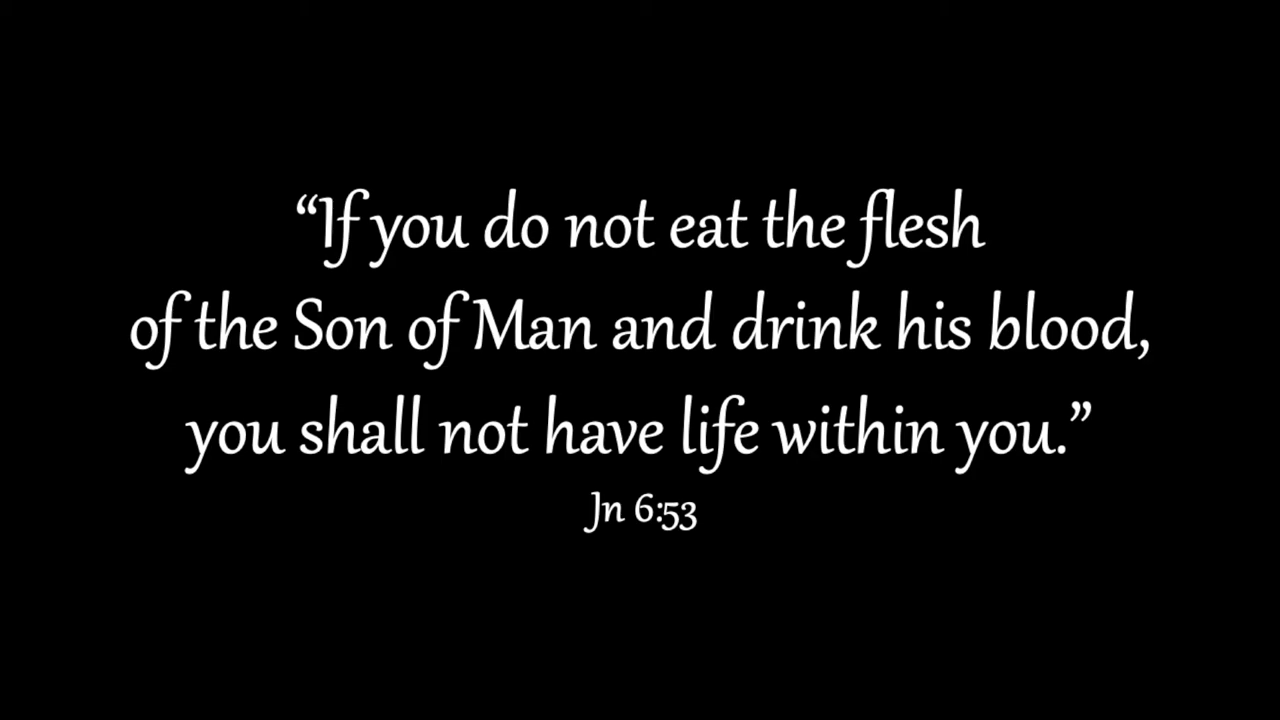 “If you do not eat the flesh
of the Son of Man and drink his blood,
you shall not have life within you.”
Jn 6:53